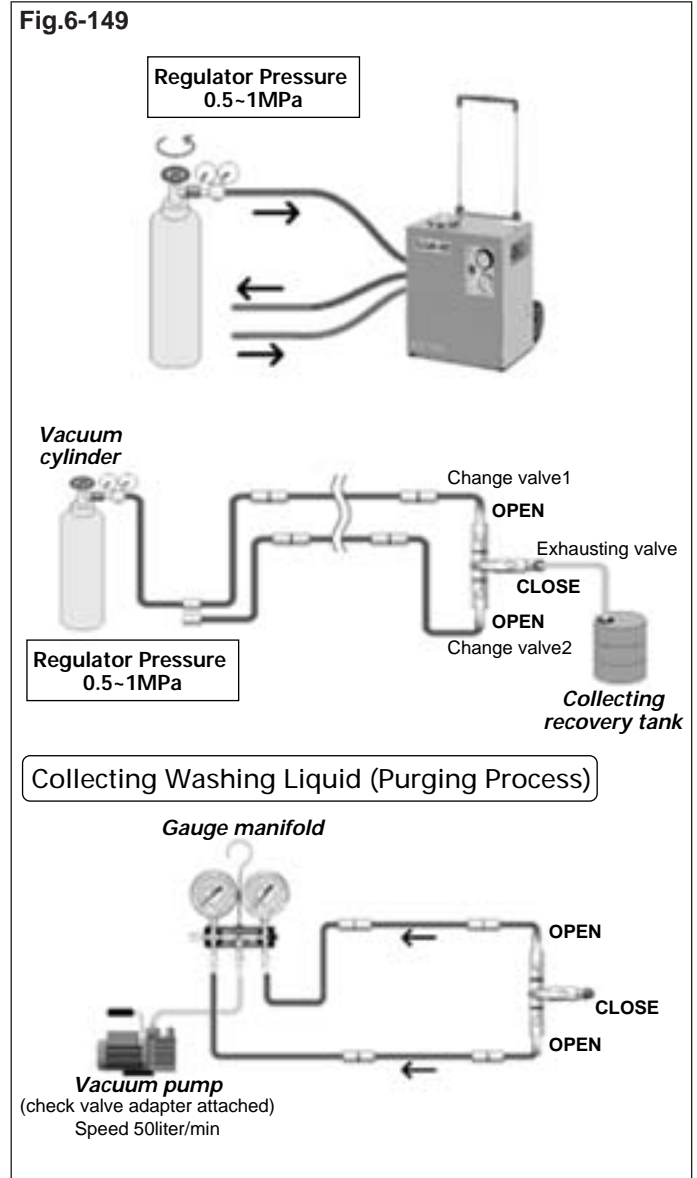 Fig.6-149
Regulator Pressure
0.5~1MPa
Vacuum
cylinder
Change valve1
OPEN
Exhausting valve
CLOSE
OPEN
Change valve2
Regulator Pressure
0.5~1MPa
Collecting
recovery tank
Collecting Washing Liquid (Purging Process)
Gauge manifold
OPEN
CLOSE
OPEN
Vacuum pump
(check valve adapter attached)
Speed 50liter/min